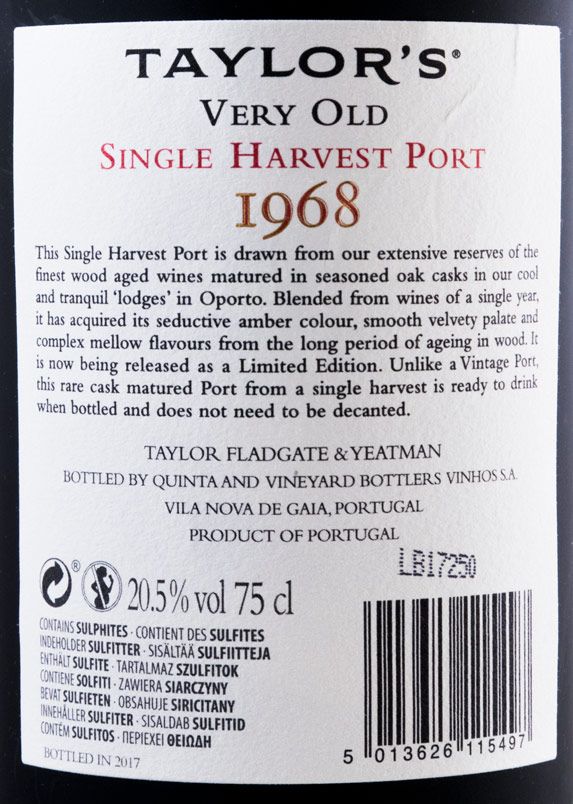 TAYLOR'S®
VERY OLD
SINGLE HARVEST PORT
1968
This Single Harvest Port is drawn from our extensive reserves of the
finest wood aged wines matured in seasoned oak casks in our cool
and tranquil ‘lodges’ in Oporto. Blended from wines of a single year,
it has acquired its seductive amber colour, smooth velvety palate and
complex mellow flavours from the long period of ageing in wood. It
is now being released as a Limited Edition. Unlike a Vintage Port,
this rare cask matured Port from a single harvest is ready to drink
when bottled and does not need to be decanted.
TAYLOR FLADGATE & YEATMAN
BOTTLED BY QUINTA AND VINEYARD BOTTLERS VINHOS S.A.
VILA NOVA DE GAIA, PORTUGAL
PRODUCT OF PORTUGAL
LB17250
® 20.5% vol 75 cl
CONTAINS SULPHITES · CONTIENT DES SULFITES
INDEHOLDER SULFITTER · SISÄLTÄÄ SULFIITTEJA
ENTHÄLT SULFITE · TARTALMAZ SZULFITOK
CONTIENE SOLFITI · ZAWIERA SIARCZYNY
BEVAT SULFIETEN · OBSAHUJE SIRICITANY
INNEHÅLLER SULFITER · SISALDAB SULFITID
CONTÉM SULFITOS · ΠΕΡΙΕΧΕΙ ΘΕΙΩΔΗ
BOTTLED IN 2017
5 013626 115497